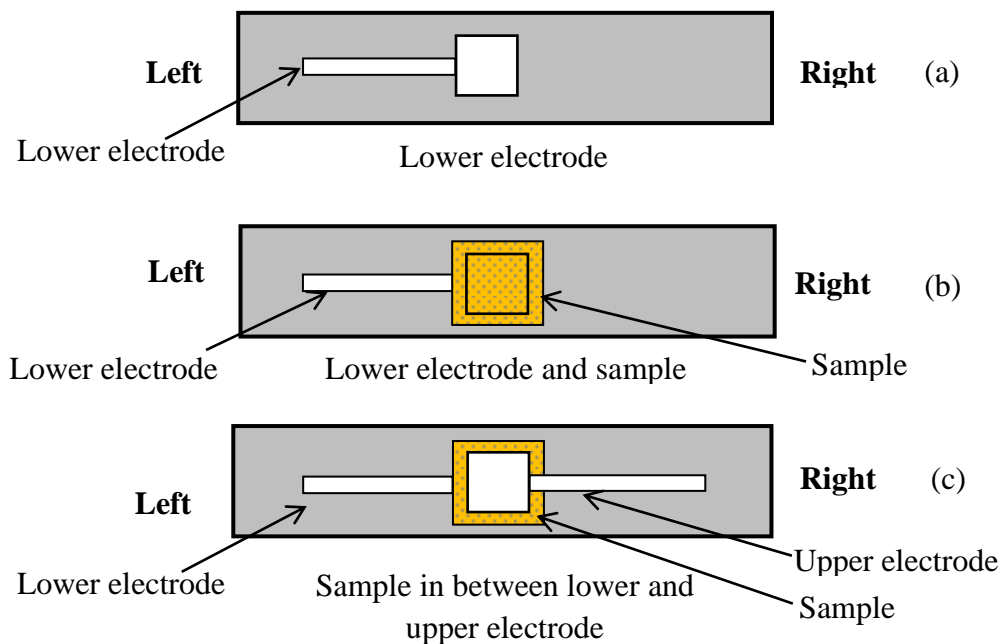 Left
Right
(a)
Lower electrode
Lower electrode
Left
Right
(b)
Lower electrode
Lower electrode and sample
Sample
Left
Right
(c)
Lower electrode
Sample in between lower and
upper electrode
Upper electrode
Sample